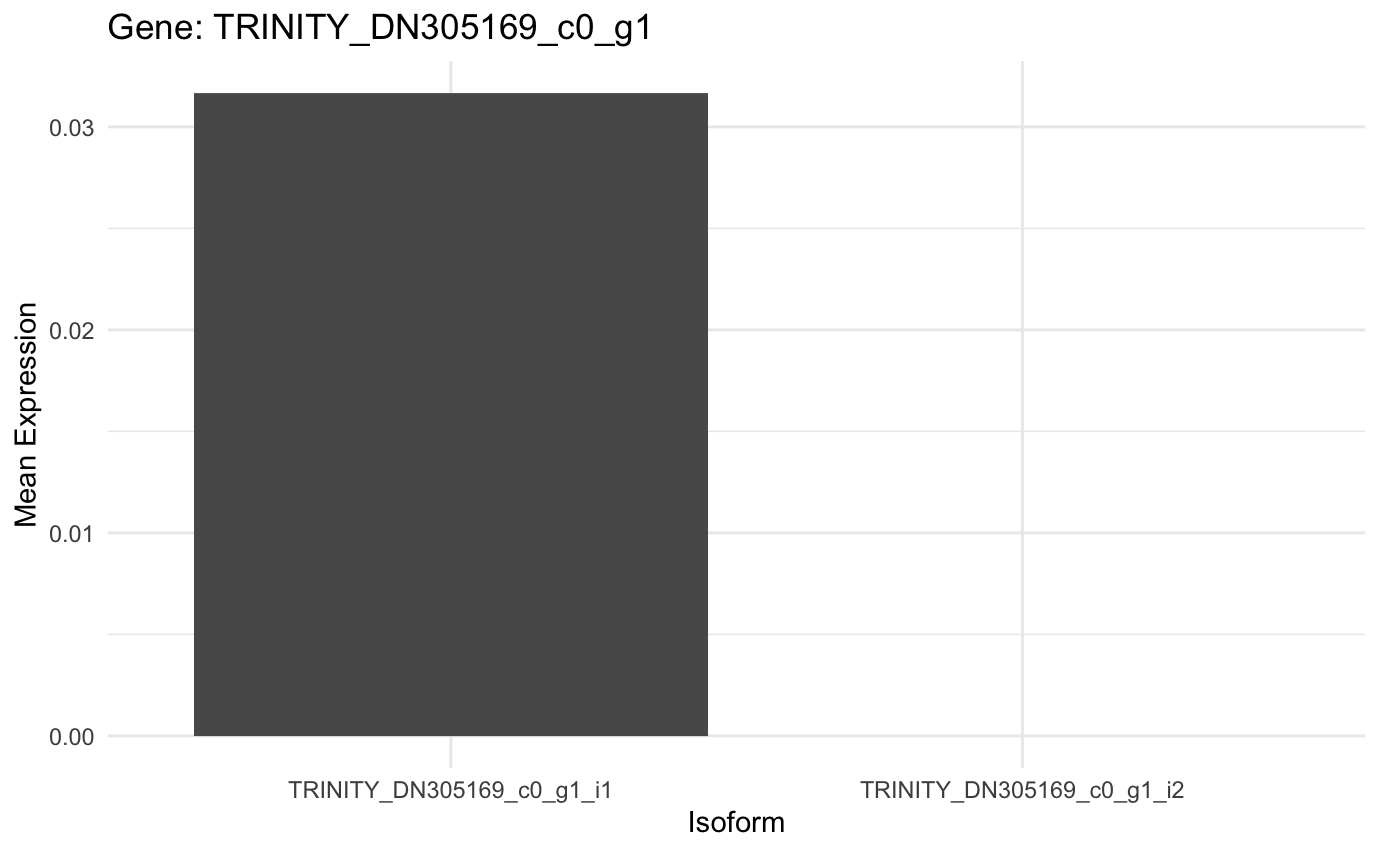 Gene: TRINITY_DN305169_c0_g1
Mean Expression
0.03
0.02
0.01
0.00
TRINITY_DN305169_c0_g1_i1
TRINITY_DN305169_c0_g1_i2
Isoform